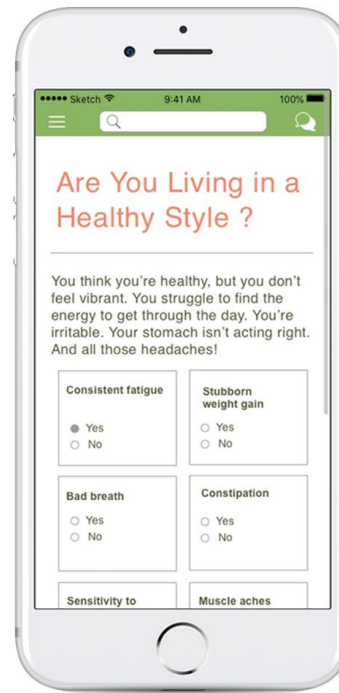 Sketch 9:41 AM 100%
Are You Living in a
Healthy Style ?
You think you're healthy, but you don't
feel vibrant. You struggle to find the
energy to get through the day. You're
irritable. Your stomach isn't acting right.
And all those headaches!
Consistent fatigue
Yes
No
Stubborn
weight gain
Yes
No
Bad breath
Yes
No
Constipation
Yes
No
Sensitivity to
Muscle aches